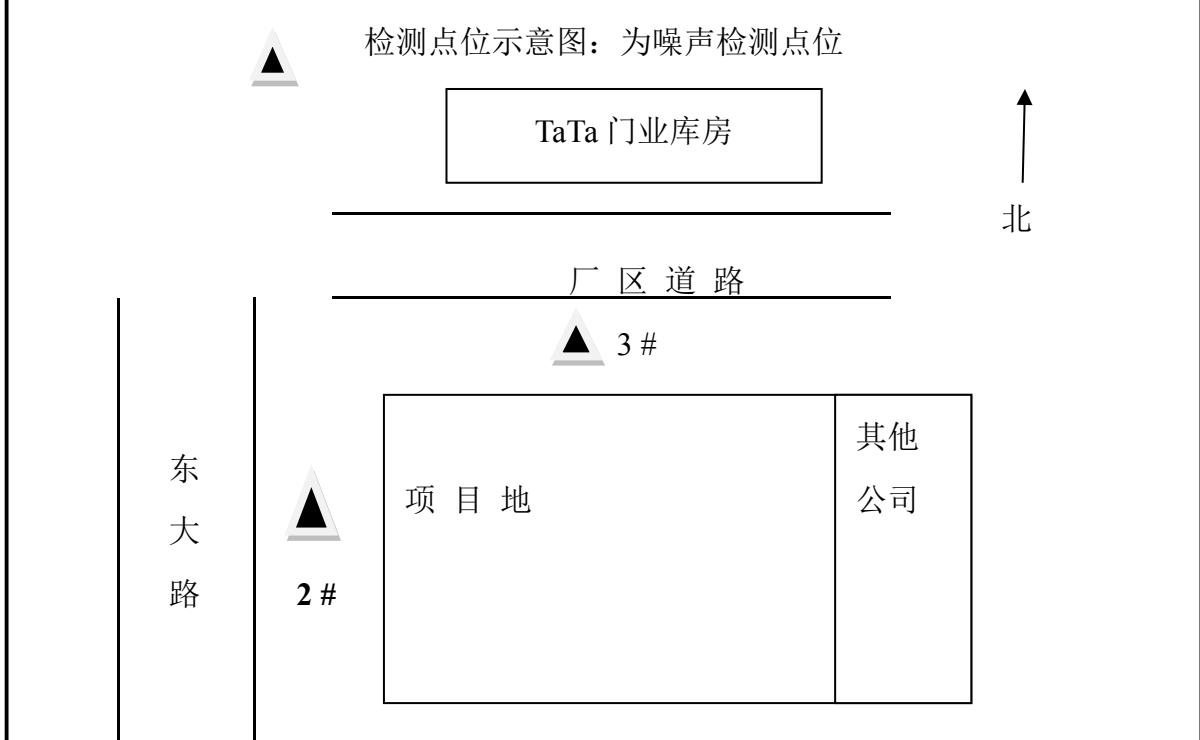 检测点位示意图：为噪声检测点位
TaTa 门业库房
北
厂 区 道 路
3 #
其他
公司
项 目 地
东
大
路
2 #